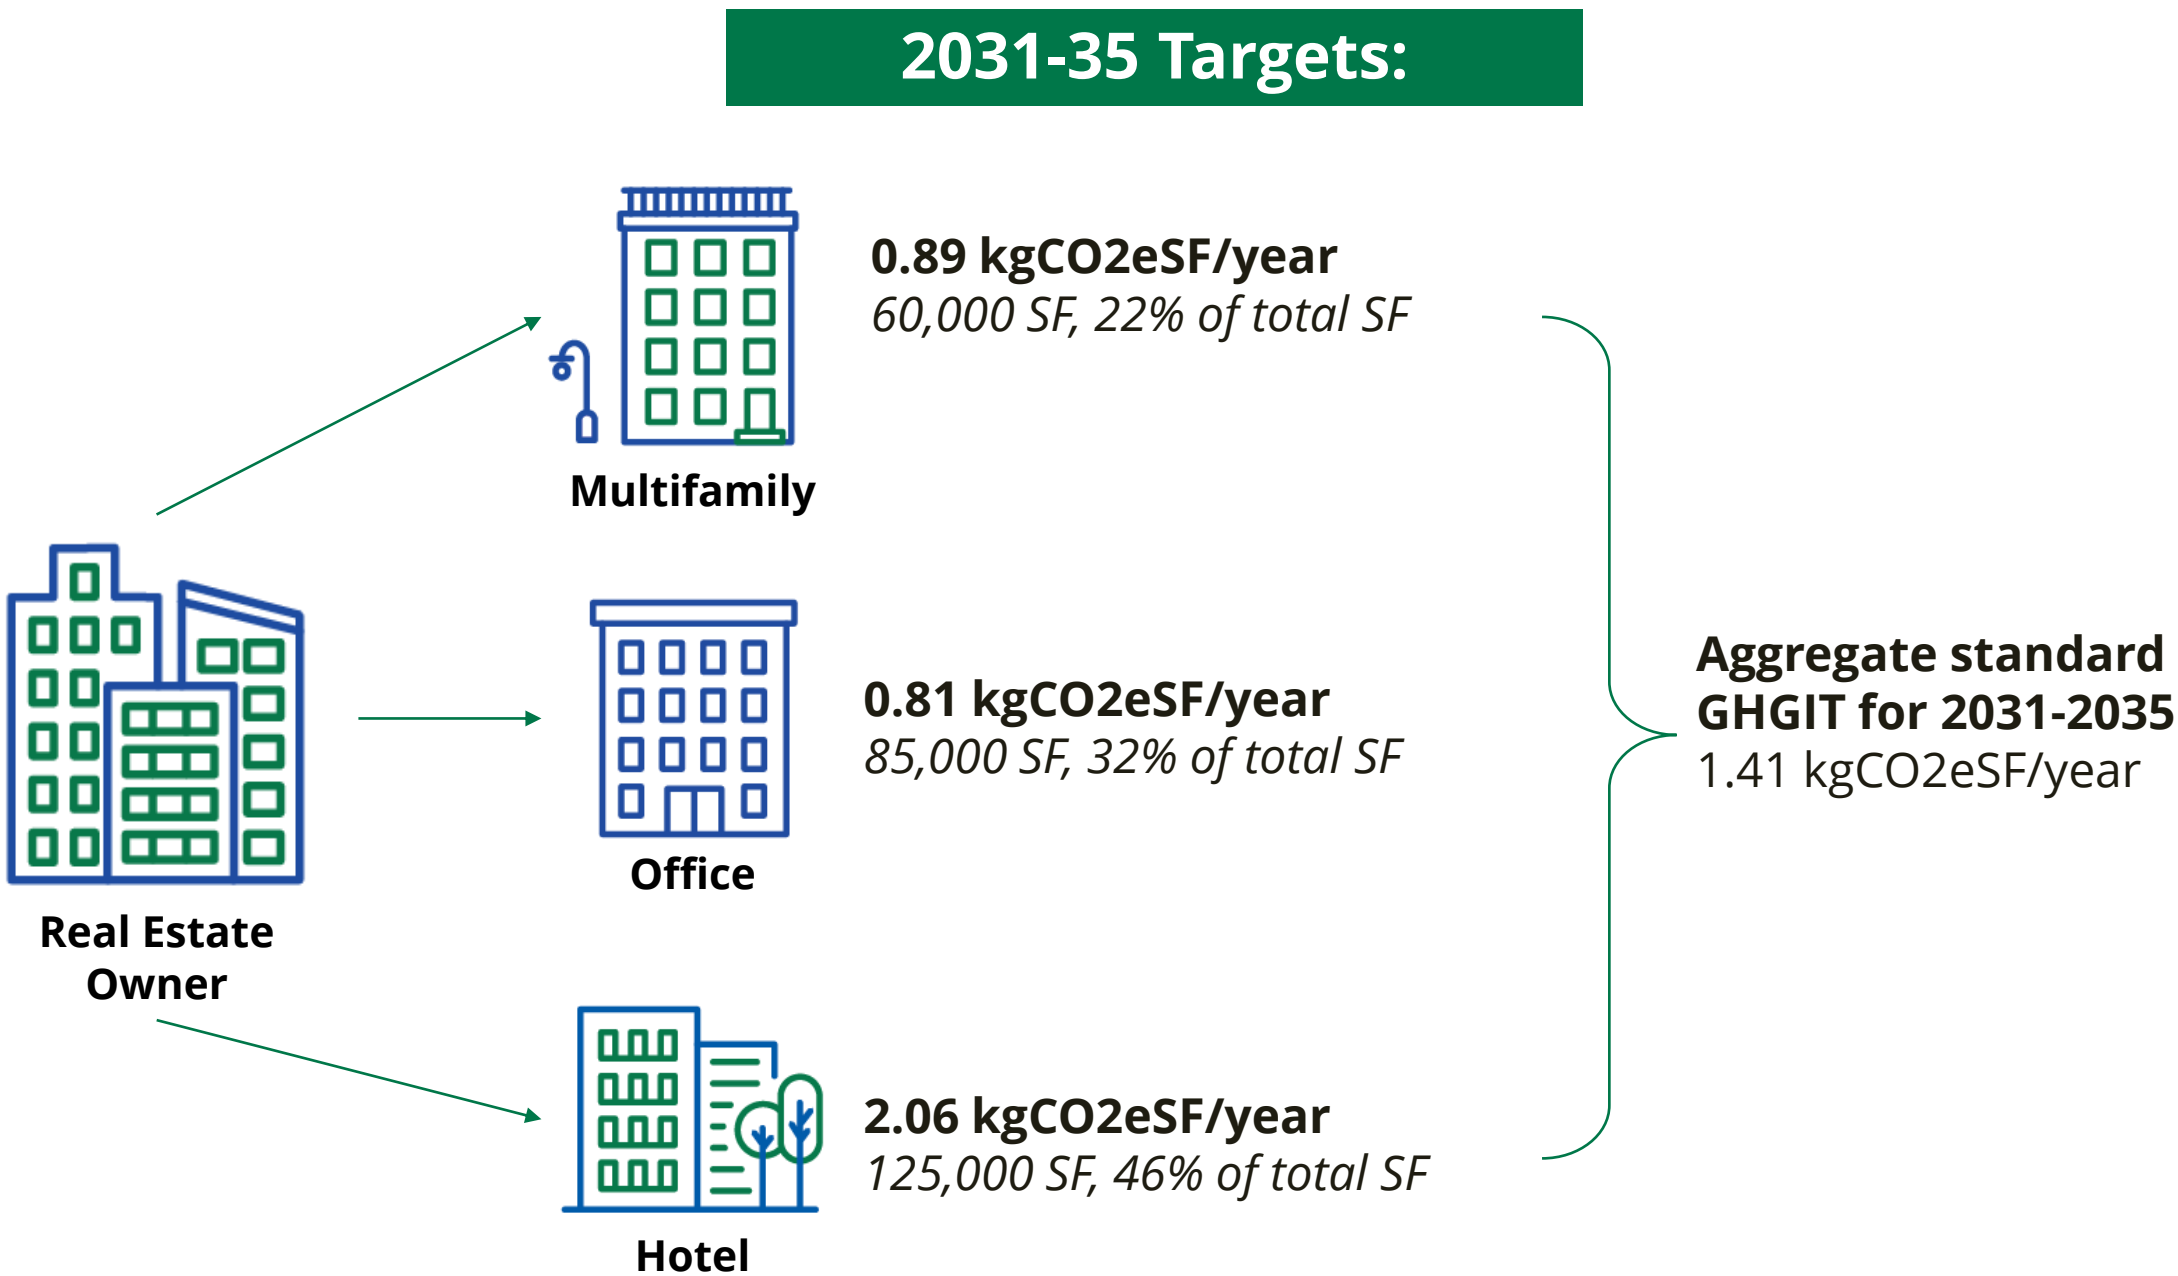 2031-35 Targets:
0.89 kgCO2eSF/year
60,000 SF, 22% of total SF
Multifamily
0.81 kgCO2eSF/year
85,000 SF, 32% of total SF
Office
Real Estate
Owner
2.06 kgCO2eSF/year
125,000 SF, 46% of total SF
Hotel
Aggregate standard
GHGIT for 2031-2035
1.41 kgCO2eSF/year